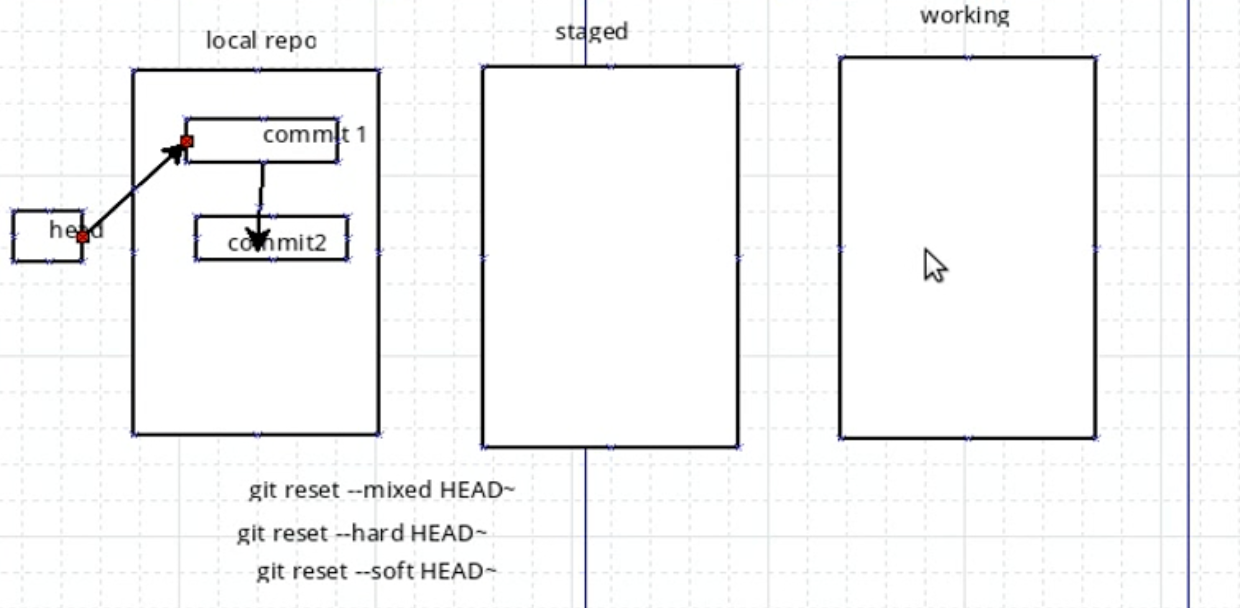 local repo
staged
working
commit 1
head
commit2
git reset --mixed HEAD~
git reset --hard HEAD~
git reset --soft HEAD~